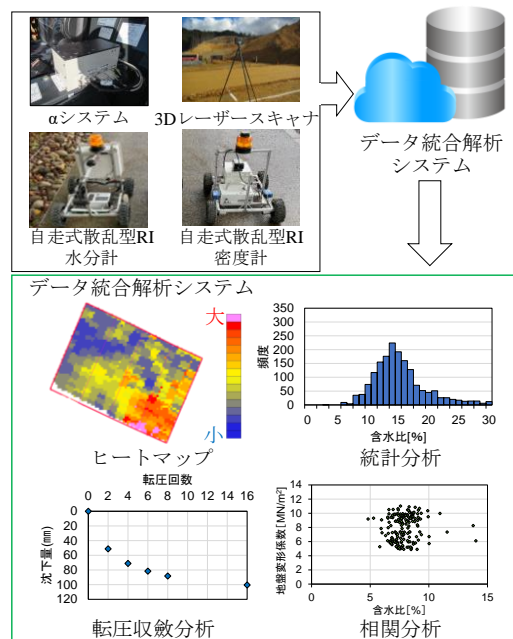 αシステム
3Dレーザースキャナ
自走式散乱型RI
水分計
自走式散乱型RI
密度計
データ統合解析
システム
データ統合解析システム
大
小
ヒートマップ
頻度
350
300
250
200
150
100
50
0
0 5 10 15 20 25 30
含水比[%]
統計分析
転圧回数
0 2 4 6 8 10 12 14 16
沈下量(mm)
0
20
40
60
80
100
120
転圧収斂分析
地盤変形係数[MN/m²]
14
12
10
8
6
4
2
0
0 5 10 15
含水比[%]
相関分析